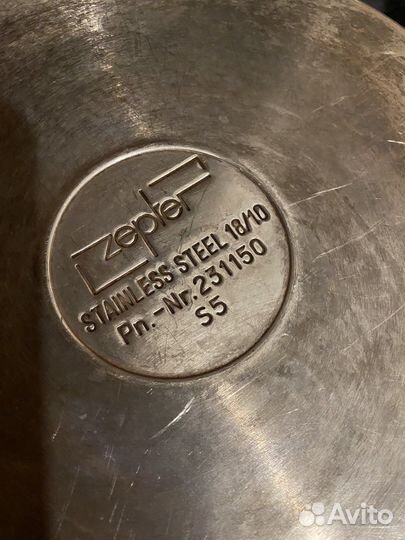 zepter
STAINLESS STEEL 18/10
Pn.-Nr.231150
S5
Avito